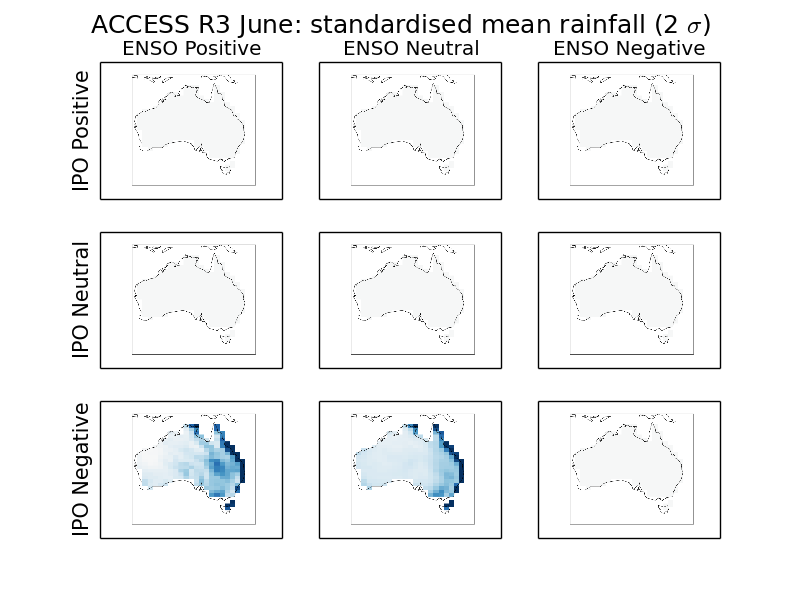 ACCESS R3 June: standardised mean rainfall (2 σ)
ENSO Positive
ENSO Neutral
ENSO Negative
IPO Positive
IPO Neutral
IPO Negative